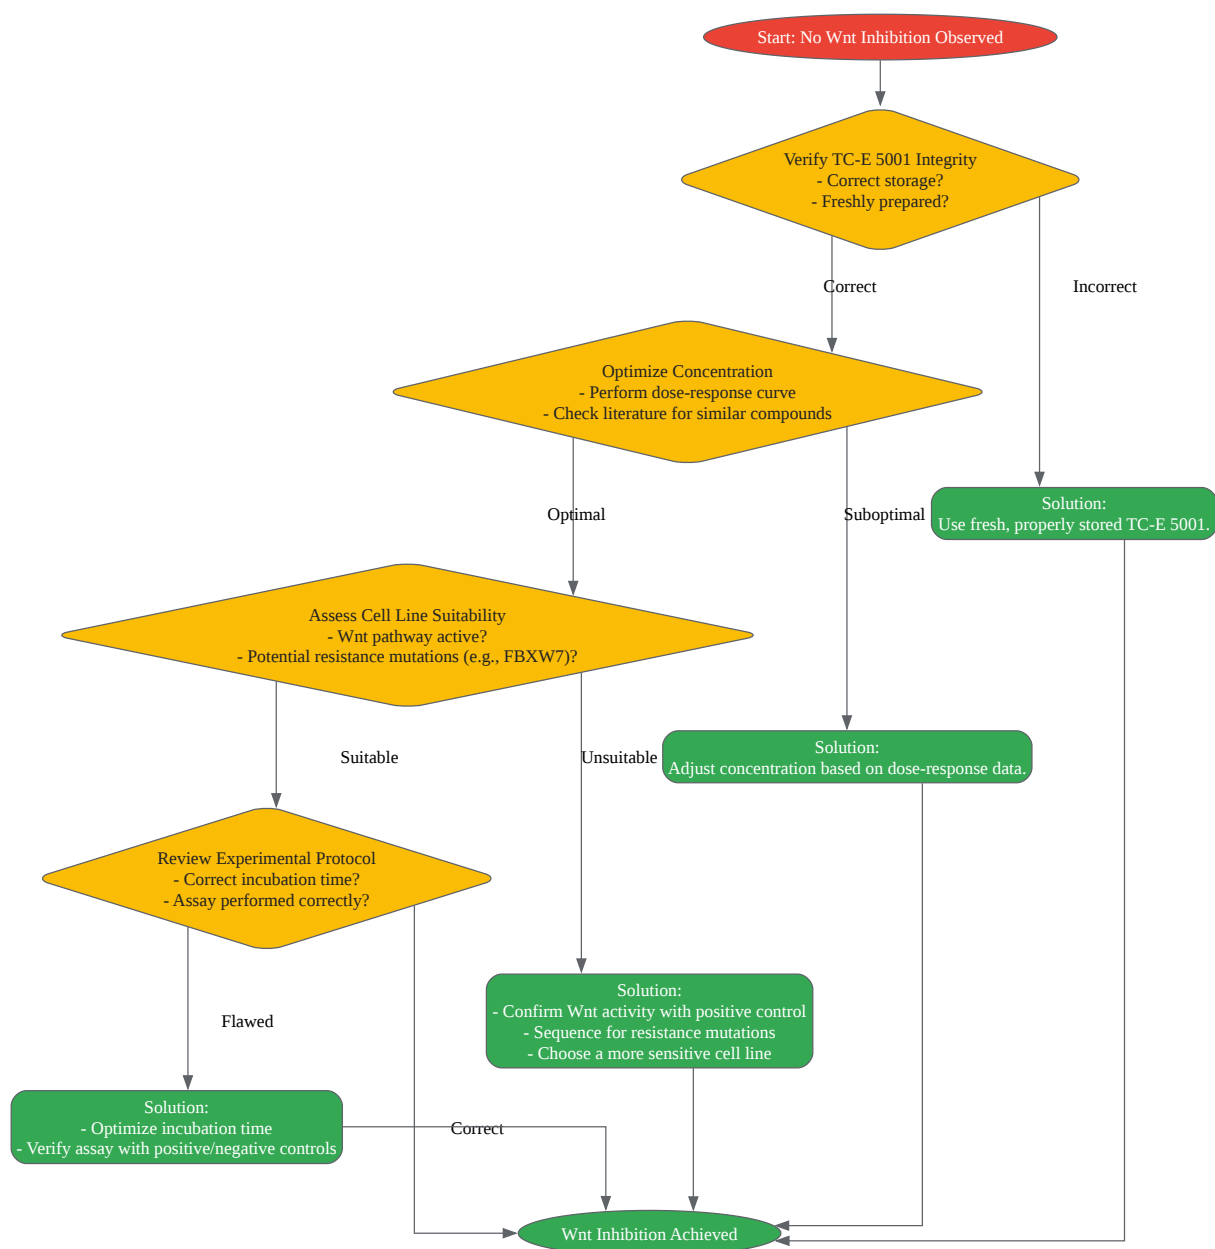 Start: No Wnt Inhibition Observed
Verify TC-E 5001 Integrity
- Correct storage?
- Freshly prepared?
Correct
Incorrect
Optimize Concentration
- Perform dose-response curve
- Check literature for similar compounds
Optimal
Suboptimal
Solution:
Use fresh, properly stored TC-E 5001.
Assess Cell Line Suitability
- Wnt pathway active?
- Potential resistance mutations (e.g., FBXW7)?
Suitable
Unsuitable
Solution:
Adjust concentration based on dose-response data.
Review Experimental Protocol
- Correct incubation time?
- Assay performed correctly?
Flawed
Solution:
- Confirm Wnt activity with positive control
- Sequence for resistance mutations
- Choose a more sensitive cell line
Solution:
- Optimize incubation time
- Verify assay with positive/negative controls
Correct
Wnt Inhibition Achieved